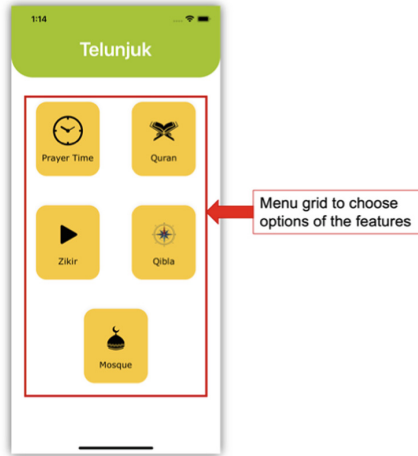 1:14
Telunjuk
Prayer Time
Quran
Menu grid to choose
options of the features
Zikir
Qibla
Mosque